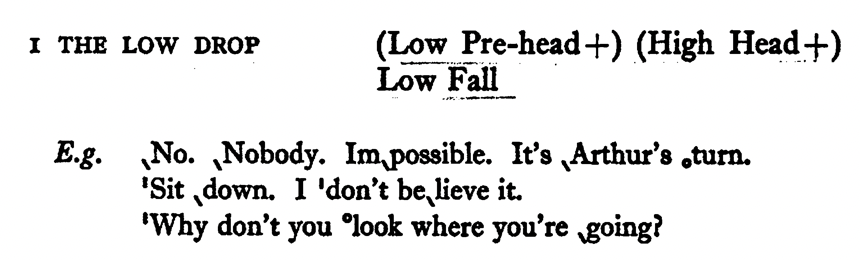 I THE LOW DROP (Low Pre-head+) (High Head+)
Low Fall
E.g. ˎNo. ˎNobody. Imˎpossible. It's ˎArthur's ｡turn.
ˈSit ˎdown. I ˈdon't beˎlieve it.
ˈWhy don't you °look where you're ˎgoing?